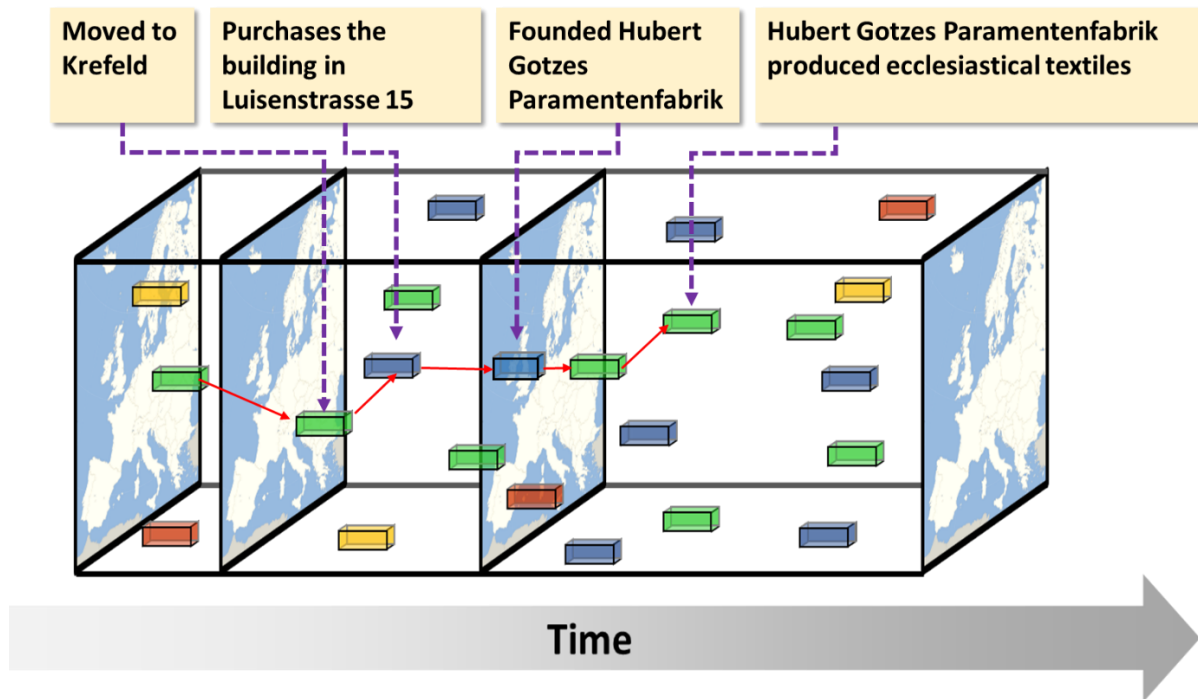 Moved to
Krefeld
Purchases the
building in
Luisenstrasse 15
Founded Hubert
Gotzes
Paramentenfabrik
Hubert Gotzes Paramentenfabrik
produced ecclesiastical textiles
Time